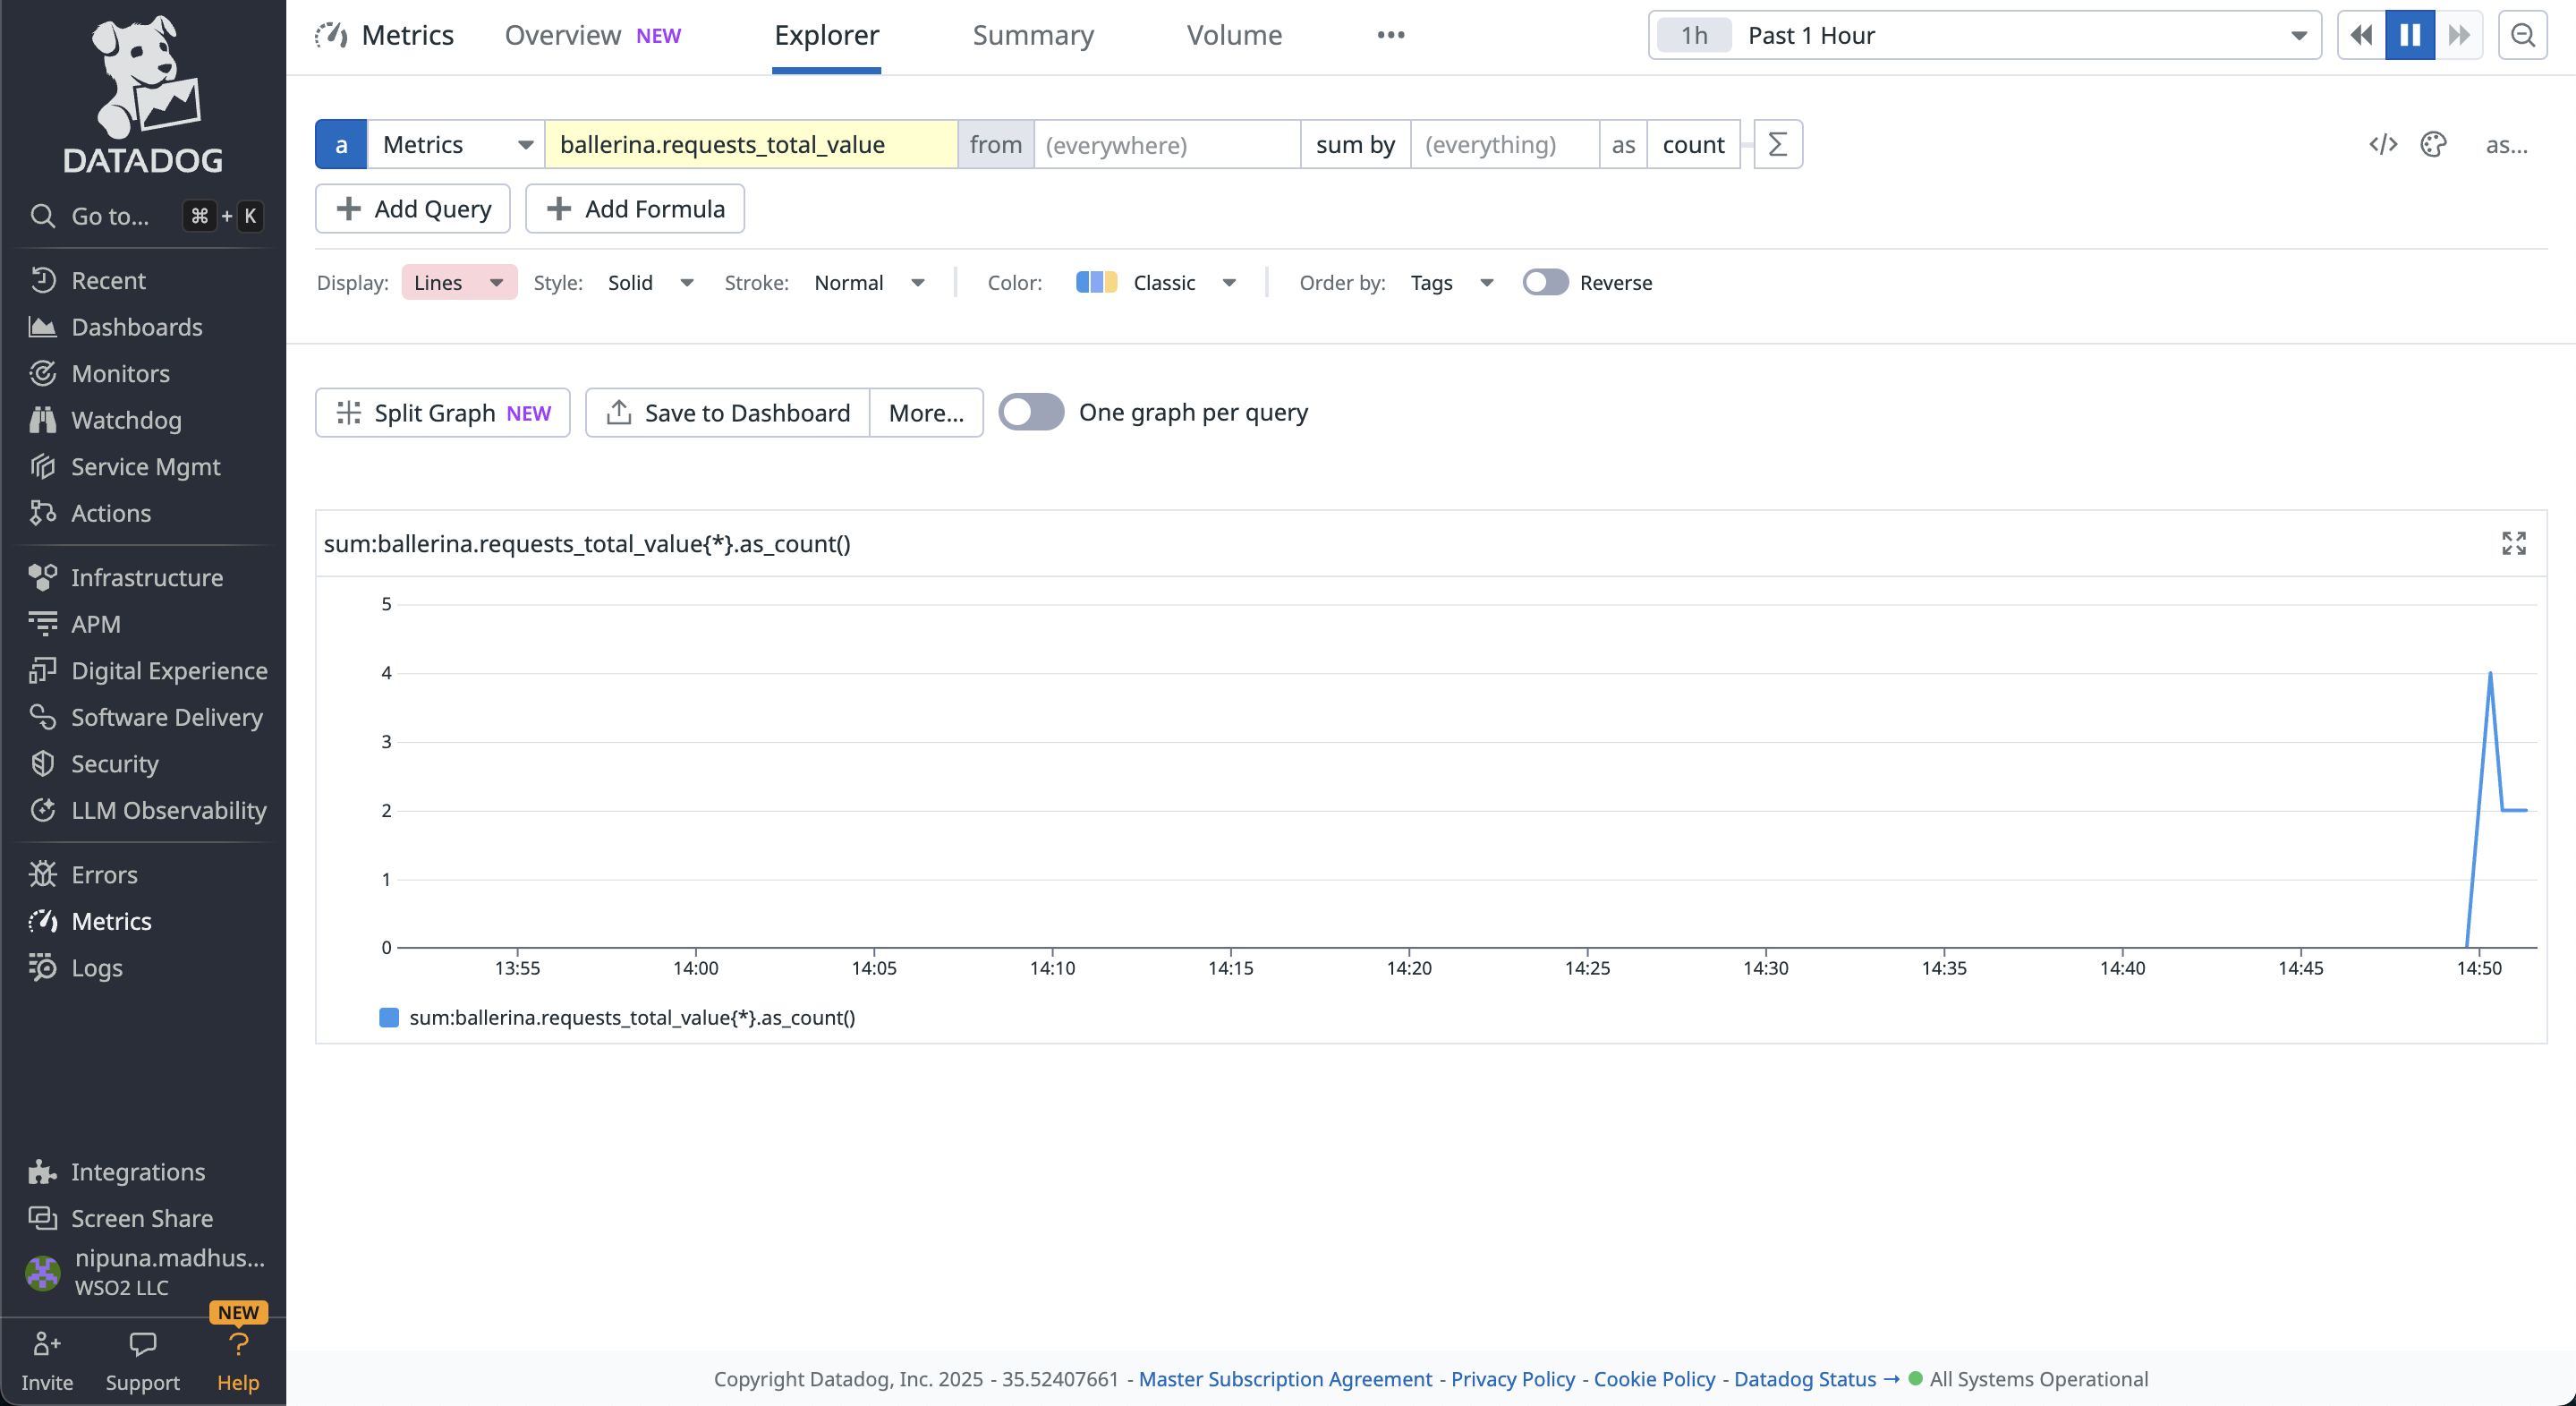 DATADOG
Go to... ⌘ + K
Recent
Dashboards
Monitors
Watchdog
Service Mgmt
Actions
Infrastructure
APM
Digital Experience
Software Delivery
Security
LLM Observability
Errors
Metrics
Logs
Integrations
Screen Share
nipuna.madhus...
WSO2 LLC
NEW
Invite Support Help
Metrics Overview NEW Explorer Summary Volume ••• 1h Past 1 Hour
a Metrics ballerina.requests_total_value from (everywhere) sum by (everything) as count Σ </> as...
+ Add Query + Add Formula
Display: Lines Style: Solid Stroke: Normal Color: Classic Order by: Tags Reverse
Split Graph NEW Save to Dashboard More... One graph per query
sum:ballerina.requests_total_value{*}.as_count()
5
4
3
2
1
0
13:55 14:00 14:05 14:10 14:15 14:20 14:25 14:30 14:35 14:40 14:45 14:50
sum:ballerina.requests_total_value{*}.as_count()
Copyright Datadog, Inc. 2025 - 35.52407661 - Master Subscription Agreement - Privacy Policy - Cookie Policy - Datadog Status → All Systems Operational